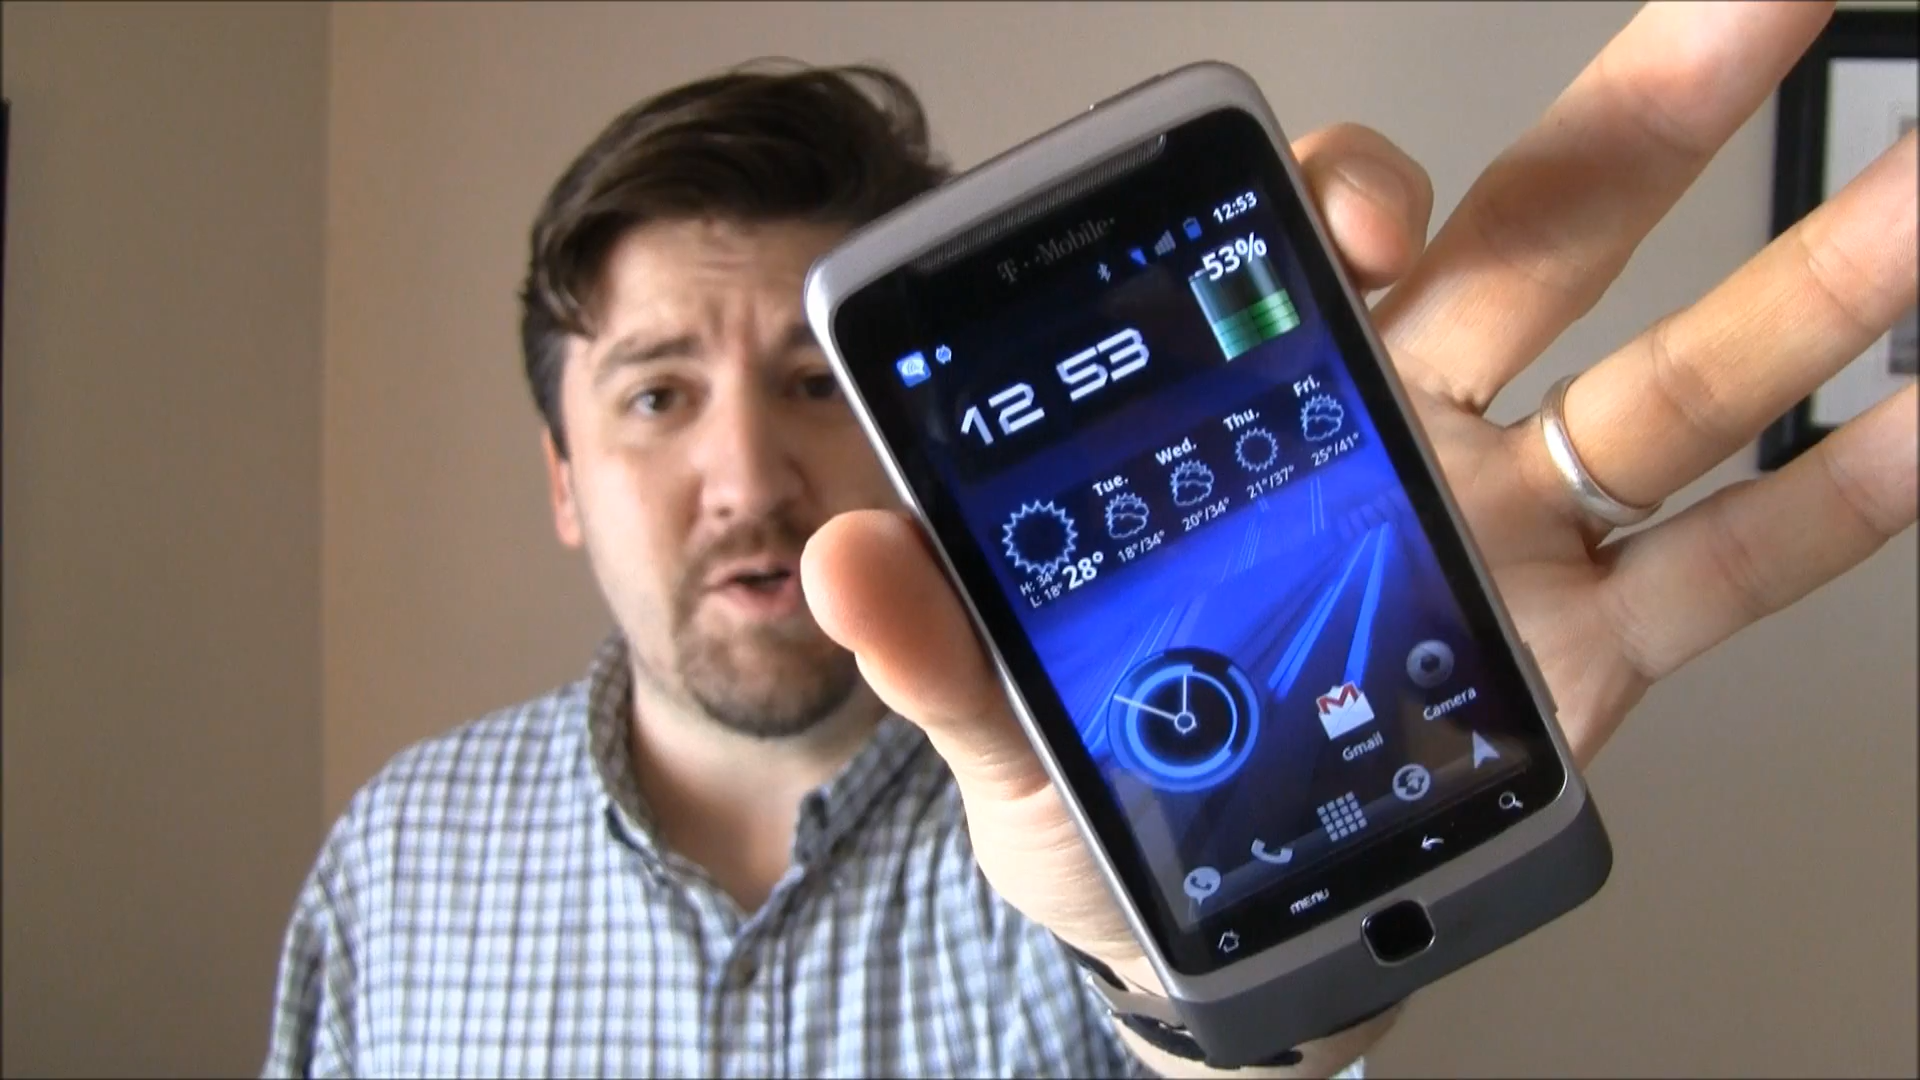 T··Mobile·
12:53
-53%
12 53
Tue.
Wed.
Thu.
Fri.
H: 34°
L: 18°
28°
18°/34°
20°/34°
21°/37°
25°/41°
Gmail
Camera
menu